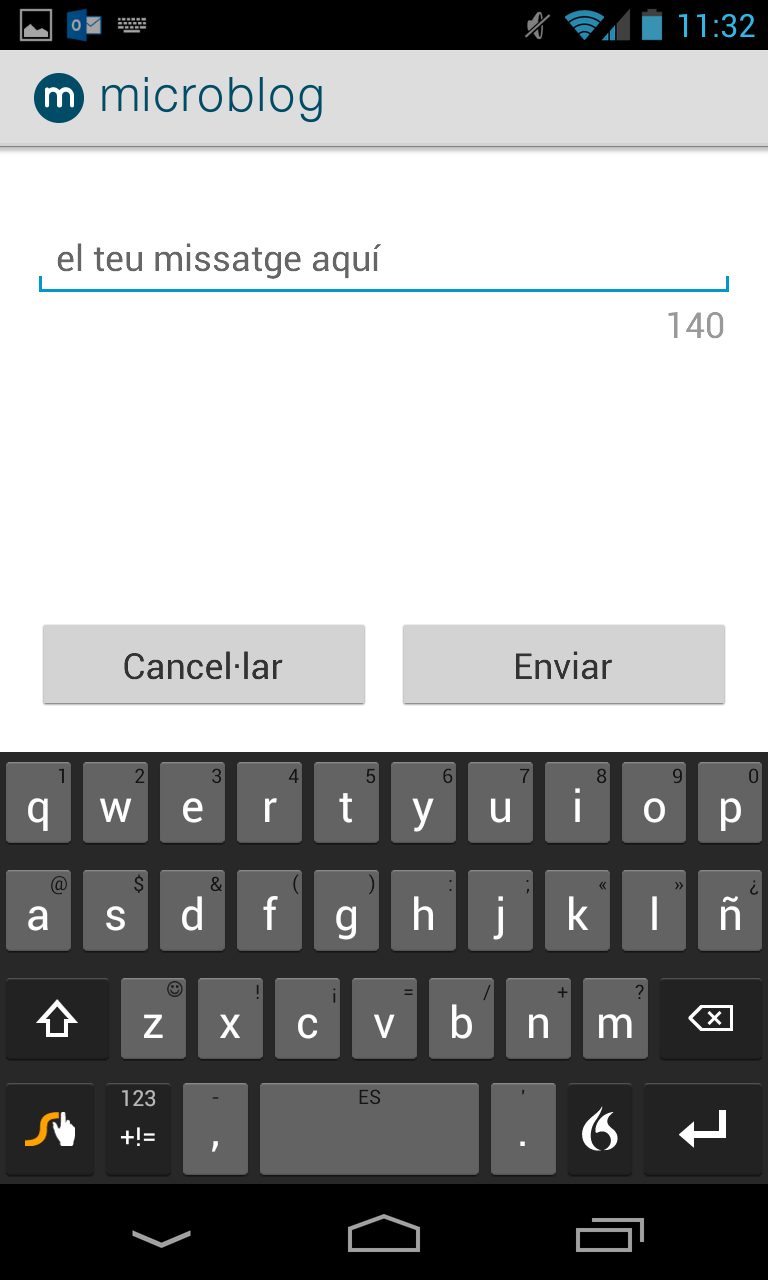 11:32
m microblog
el teu missatge aquí
140
Cancel·lar Enviar
1 2 3 4 5 6 7 8 9 0
q w e r t y u i o p
@ $ & ( ) : ; « » ¿
a s d f g h j k l ñ
! ¡ = / + ?
z x c v b n m
123 - ES '
+!= , .